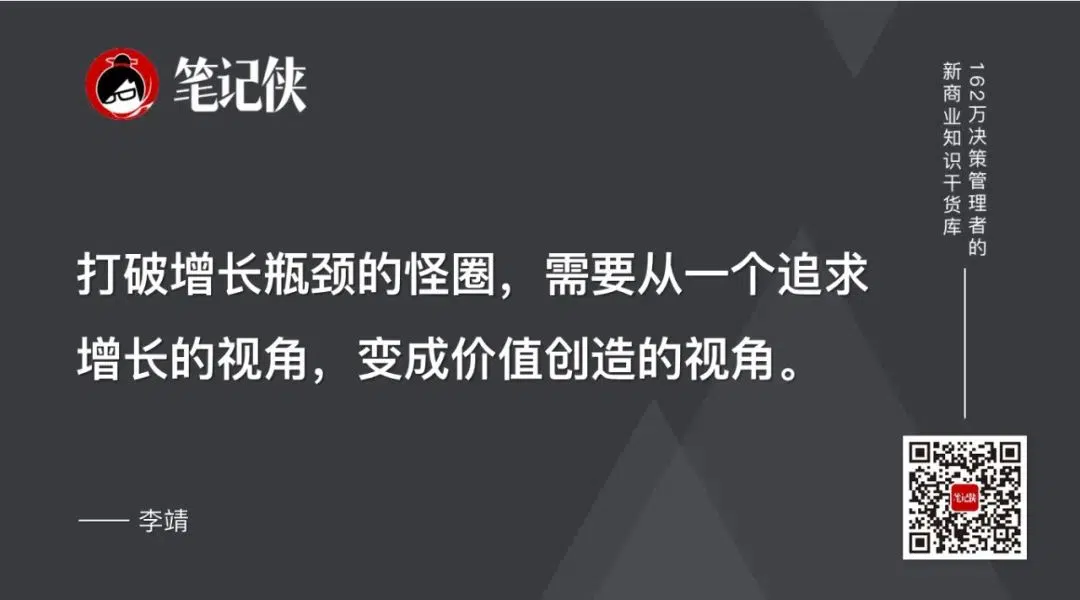 笔记侠
162万决策管理者的
新商业知识干货库
打破增长瓶颈的怪圈，需要从一个追求
增长的视角，变成价值创造的视角。
—— 李靖
笔记侠